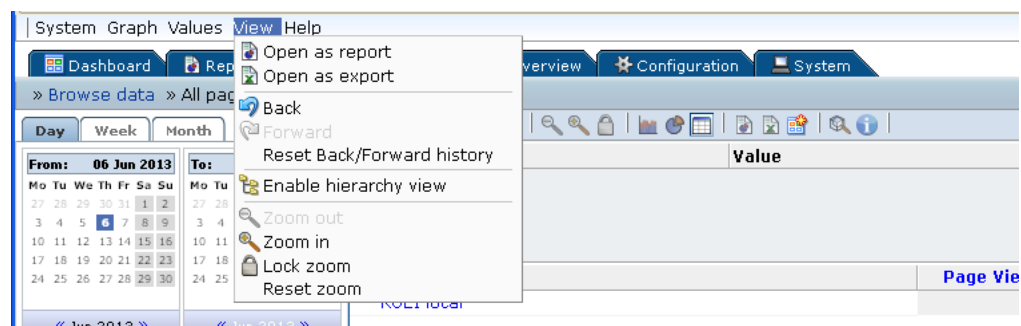 System Graph Values View Help
Open as report
Open as export
Back
Forward
Reset Back/Forward history
Enable hierarchy view
Zoom out
Zoom in
Lock zoom
Reset zoom
Dashboard Rep verview Configuration System
» Browse data » All pag
Day Week Month
From: 06 Jun 2013 To:
Mo Tu We Th Fr Sa Su Mo Tu
27 28 29 30 31 1 2 27 28
3 4 5 6 7 8 9 3 4
10 11 12 13 14 15 16 10 11
17 18 19 20 21 22 23 17 18
24 25 26 27 28 29 30 24 25
« Jun 2013 » « Jun 2013 »
Value
Page Vie
local